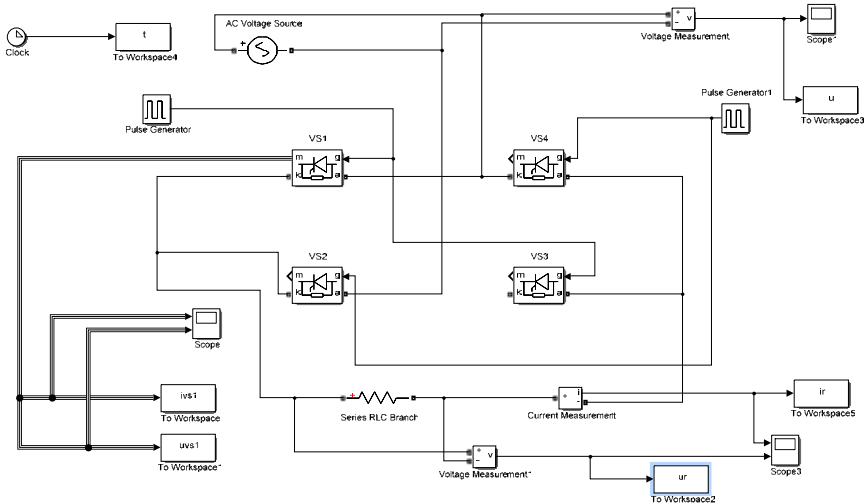 AC Voltage Source
+
+
-
v
Voltage Measurement
Scope1
Clock
t
To Workspace4
u
To Workspace3
Pulse Generator
Pulse Generator1
VS1
m
g
k
a
VS4
m
g
k
a
VS2
m
g
k
a
VS3
m
g
k
a
Scope
ivs1
To Workspace
uvs1
To Workspace1
+
Series RLC Branch
+
i
-
Current Measurement
ir
To Workspace5
+
-
v
Voltage Measurement1
Scope3
ur
To Workspace2